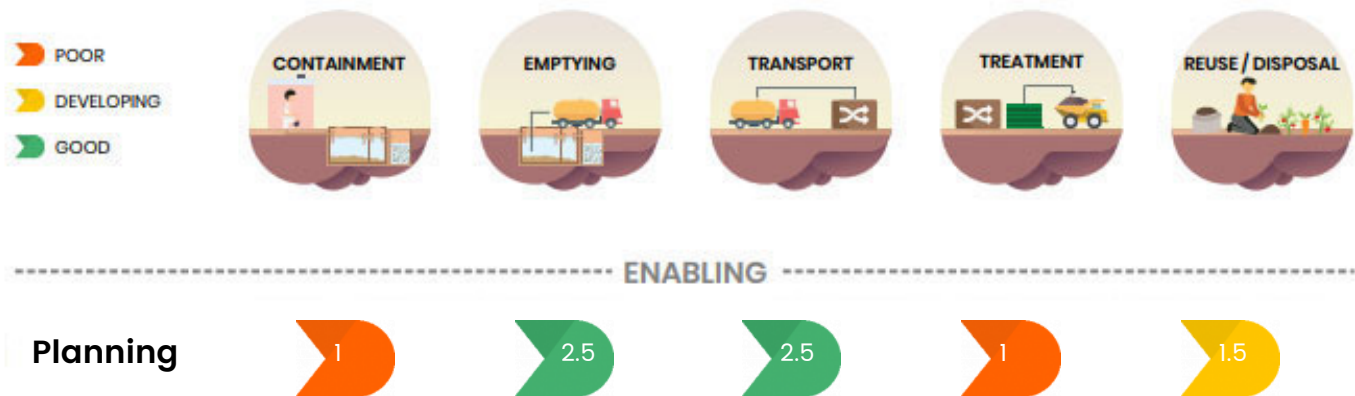 POOR
DEVELOPING
GOOD
CONTAINMENT
EMPTYING
TRANSPORT
TREATMENT
REUSE / DISPOSAL
ENABLING
Planning
1
2.5
2.5
1
1.5